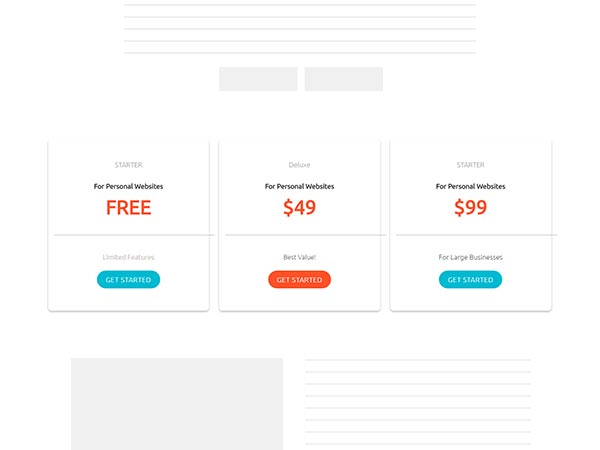 STARTER
For Personal Websites
FREE
Limited Features
GET STARTED
Deluxe
For Personal Websites
$49
Best Value!
GET STARTED
STARTER
For Personal Websites
$99
For Large Businesses
GET STARTED